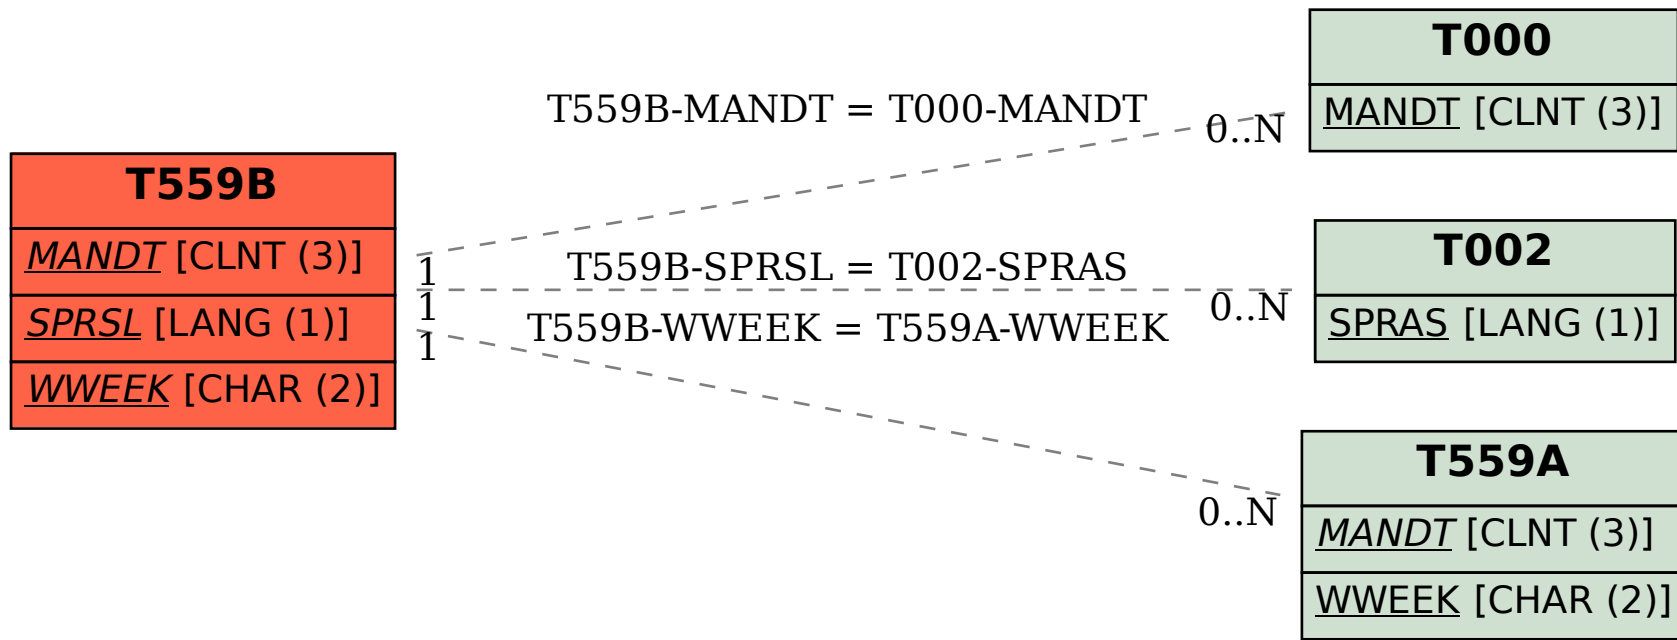 T559B
MANDT [CLNT (3)]
SPRSL [LANG (1)]
WWEEK [CHAR (2)]
T559B-MANDT = T000-MANDT
1
0..N
T559B-SPRSL = T002-SPRAS
1
0..N
T559B-WWEEK = T559A-WWEEK
1
0..N
T000
MANDT [CLNT (3)]
T002
SPRAS [LANG (1)]
T559A
MANDT [CLNT (3)]
WWEEK [CHAR (2)]